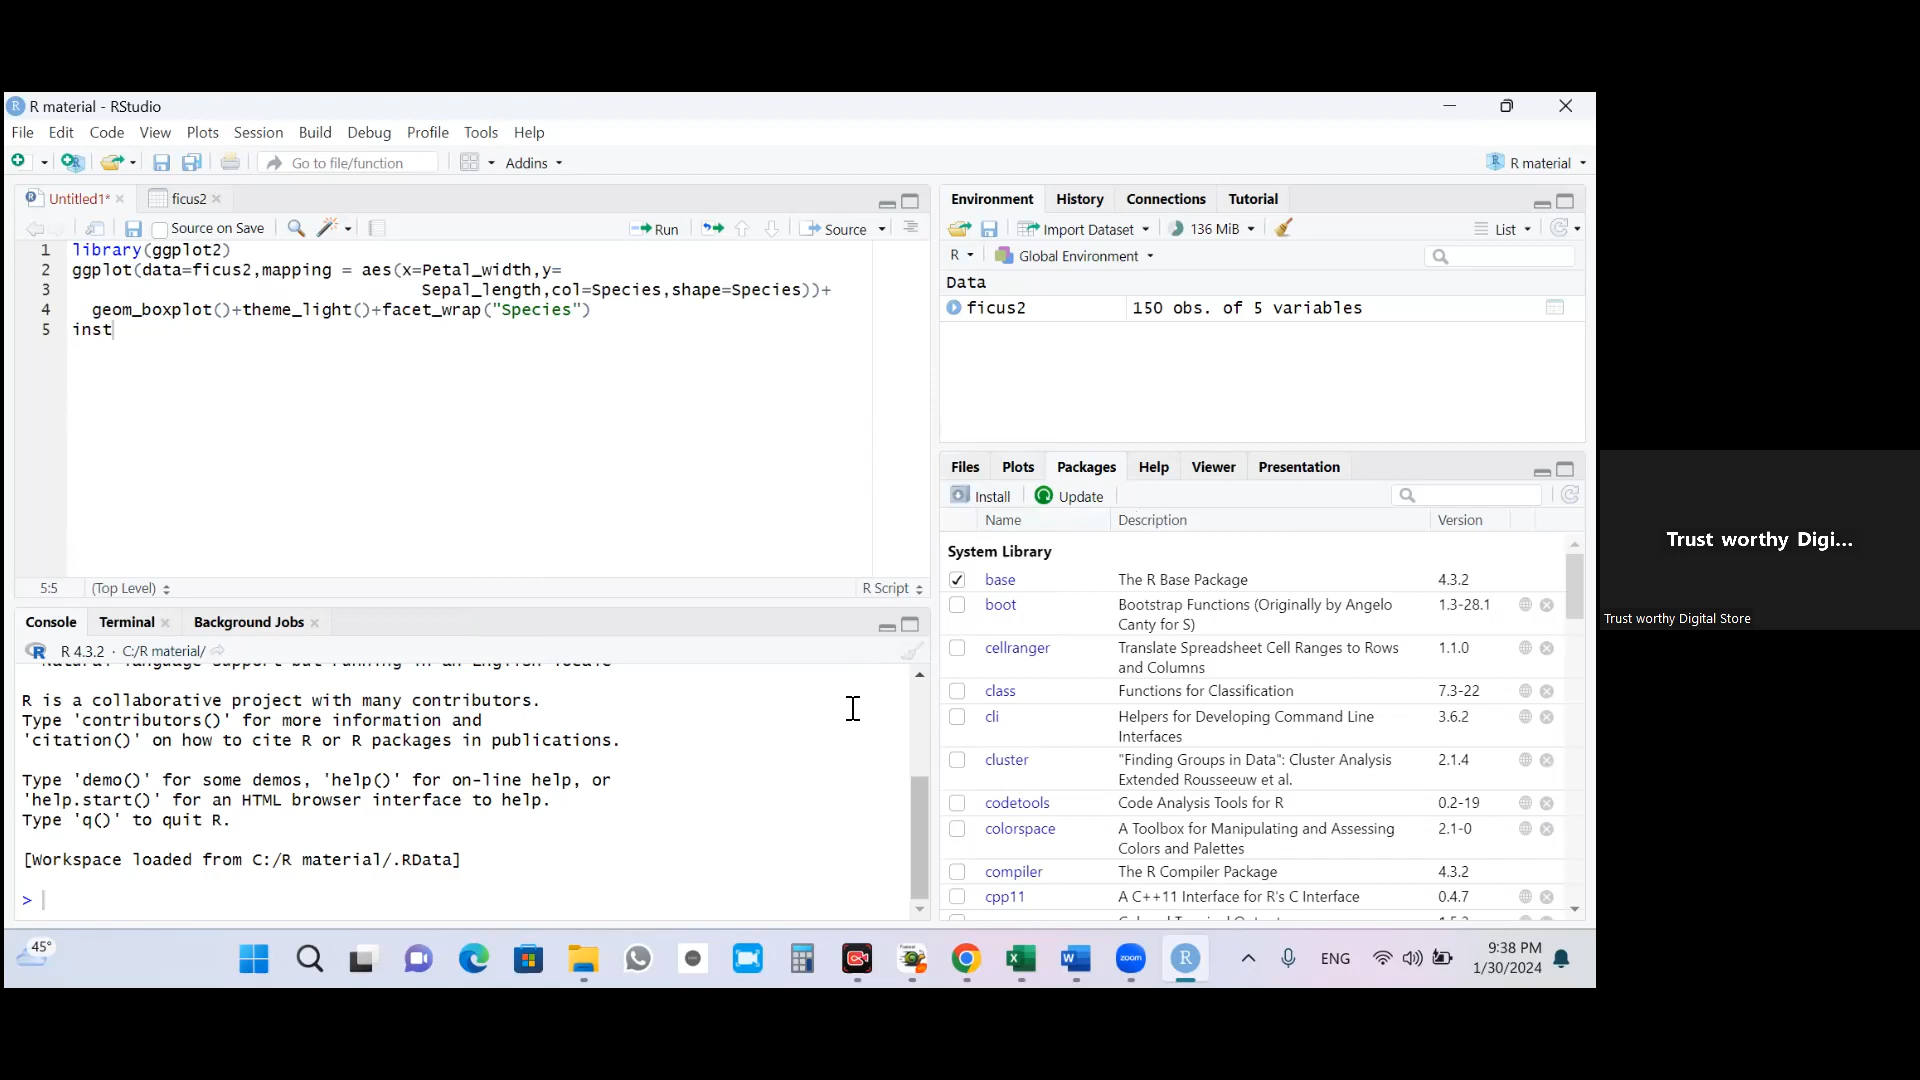 R material - RStudio
File Edit Code View Plots Session Build Debug Profile Tools Help
Go to file/function Addins R material
Untitled1* ficus2
Source on Save Run Source
1 library(ggplot2)
2 ggplot(data=ficus2,mapping = aes(x=Petal_width,y=
3 Sepal_length,col=Species,shape=Species))+
4 geom_boxplot()+theme_light()+facet_wrap("Species")
5 inst
5:5 (Top Level) R Script
Console Terminal Background Jobs
R 4.3.2 · C:/R material/
Natural language support but running in an English locale
R is a collaborative project with many contributors.
Type 'contributors()' for more information and
'citation()' on how to cite R or R packages in publications.
Type 'demo()' for some demos, 'help()' for on-line help, or
'help.start()' for an HTML browser interface to help.
Type 'q()' to quit R.
[Workspace loaded from C:/R material/.RData]
>
Environment History Connections Tutorial
Import Dataset 136 MiB List
R Global Environment
Data
ficus2 150 obs. of 5 variables
Files Plots Packages Help Viewer Presentation
Install Update
Name Description Version
System Library
base The R Base Package 4.3.2
boot Bootstrap Functions (Originally by Angelo 1.3-28.1
Canty for S)
cellranger Translate Spreadsheet Cell Ranges to Rows 1.1.0
and Columns
class Functions for Classification 7.3-22
cli Helpers for Developing Command Line 3.6.2
Interfaces
cluster "Finding Groups in Data": Cluster Analysis 2.1.4
Extended Rousseeuw et al.
codetools Code Analysis Tools for R 0.2-19
colorspace A Toolbox for Manipulating and Assessing 2.1-0
Colors and Palettes
compiler The R Compiler Package 4.3.2
cpp11 A C++11 Interface for R's C Interface 0.4.7
Trust worthy Digi...
Trust worthy Digital Store
45°
zoom
ENG
9:38 PM
1/30/2024